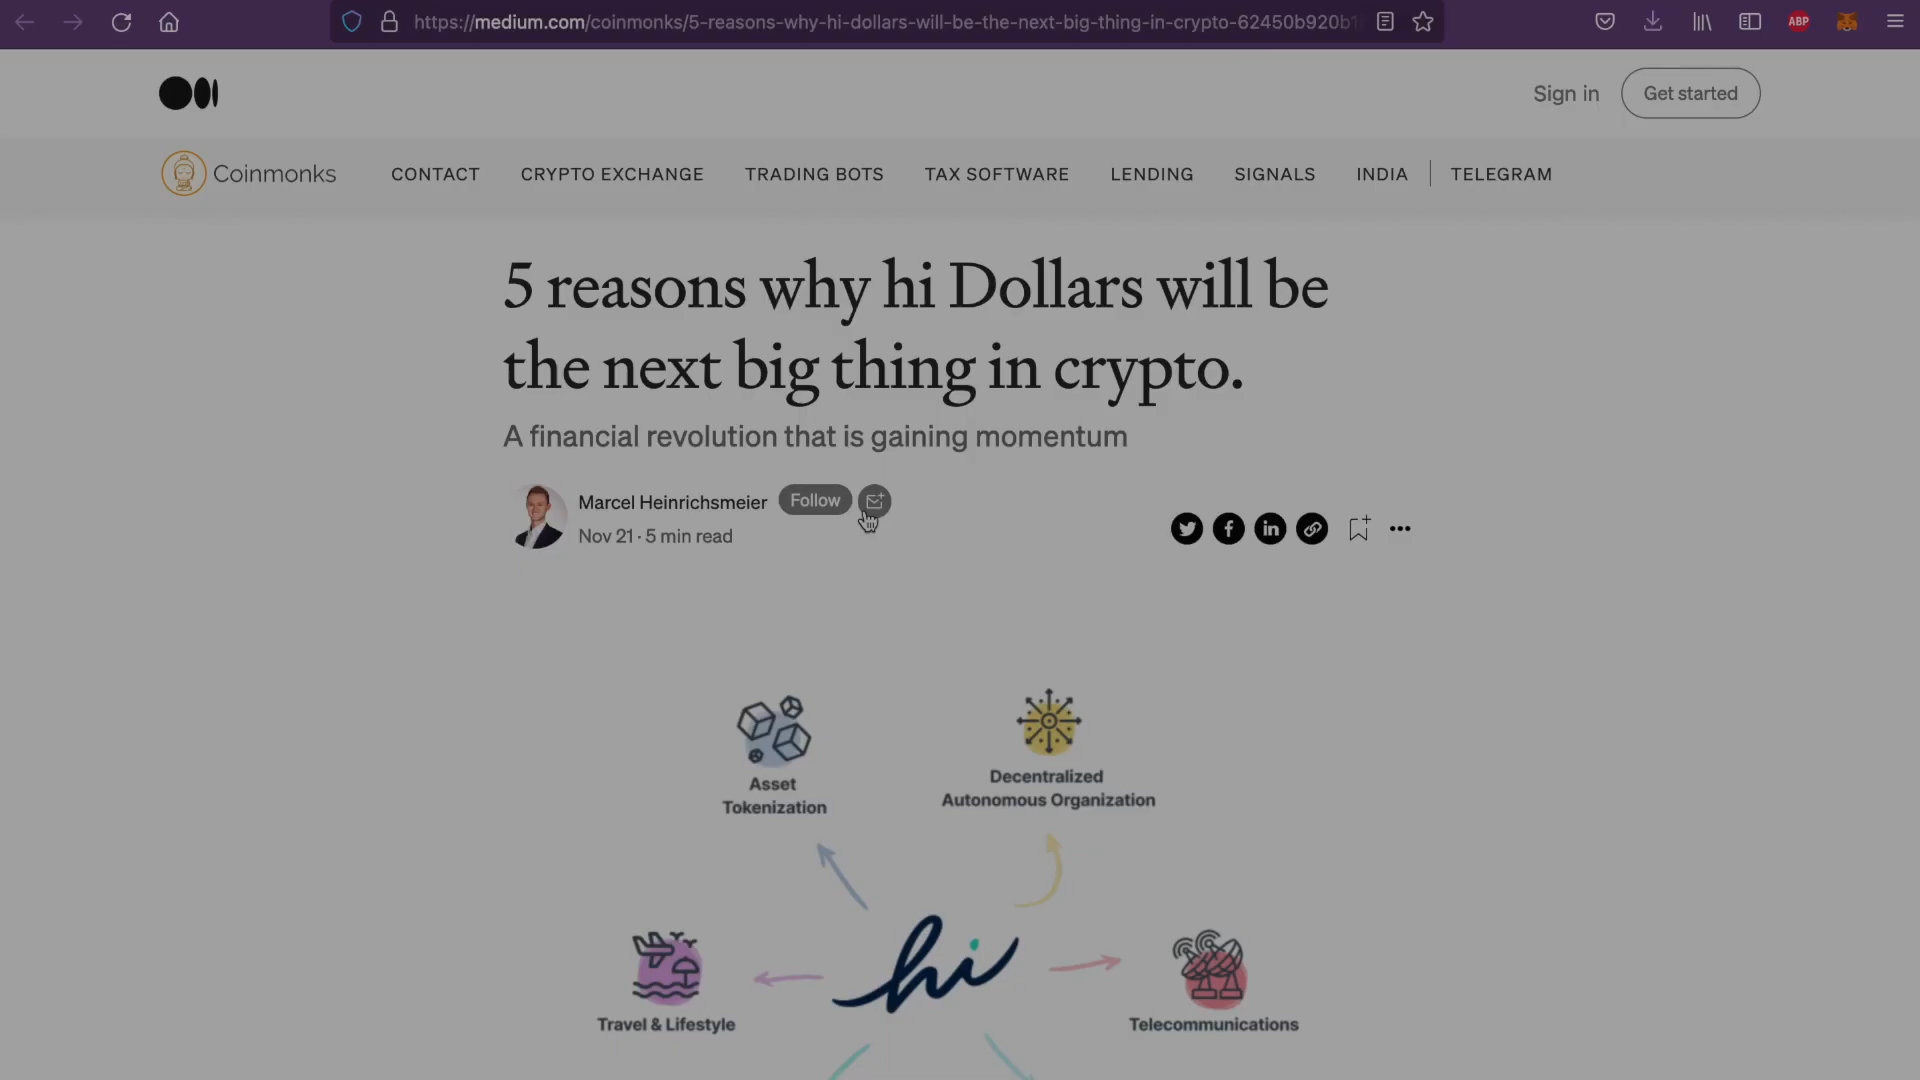 https://medium.com/coinmonks/5-reasons-why-hi-dollars-will-be-the-next-big-thing-in-crypto-62450b920b1
ABP
Sign in
Get started
Coinmonks
CONTACT
CRYPTO EXCHANGE
TRADING BOTS
TAX SOFTWARE
LENDING
SIGNALS
INDIA
TELEGRAM
5 reasons why hi Dollars will be
the next big thing in crypto.
A financial revolution that is gaining momentum
Marcel Heinrichsmeier
Follow
Nov 21 · 5 min read
Asset
Tokenization
Decentralized
Autonomous Organization
hi
Travel & Lifestyle
Telecommunications